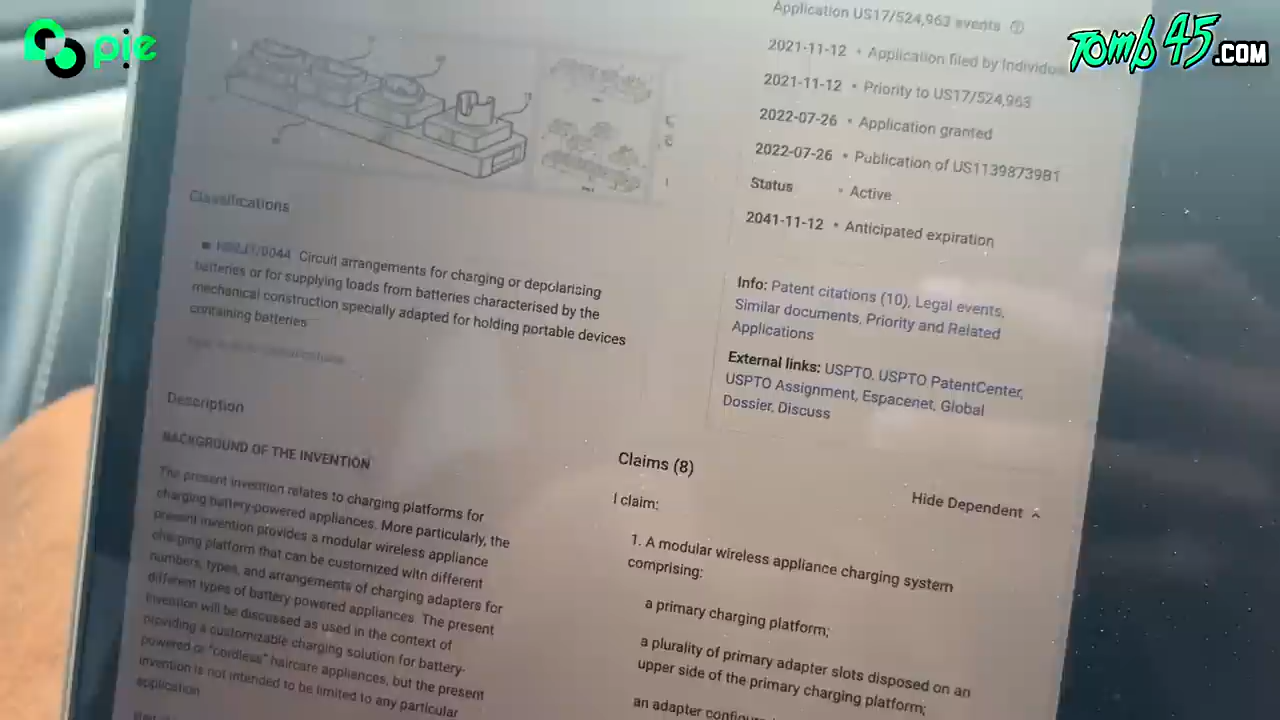 pie
TOMB 45.COM
Application US17/524,963 events
2021-11-12 • Application filed by Individual
2021-11-12 • Priority to US17/524,963
2022-07-26 • Application granted
2022-07-26 • Publication of US11398739B1
Status • Active
2041-11-12 • Anticipated expiration
Classifications
Circuit arrangements for charging or depolarising
batteries or for supplying loads from batteries characterised by the
mechanical construction specially adapted for holding portable devices
containing batteries
Info: Patent citations (10), Legal events,
Similar documents, Priority and Related
Applications
External links: USPTO, USPTO PatentCenter,
USPTO Assignment, Espacenet, Global
Dossier, Discuss
Description
BACKGROUND OF THE INVENTION
The present invention relates to charging platforms for
charging battery-powered appliances. More particularly, the
present invention provides a modular wireless appliance
charging platform that can be customized with different
numbers, types, and arrangements of charging adapters for
different types of battery powered appliances. The present
invention will be discussed as used in the context of
providing a customizable charging solution for battery-
powered or "cordless" haircare appliances, but the present
invention is not intended to be limited to any particular
application.
Claims (8)
Hide Dependent
I claim:
1. A modular wireless appliance charging system
comprising:
a primary charging platform;
a plurality of primary adapter slots disposed on an
upper side of the primary charging platform;
an adapter